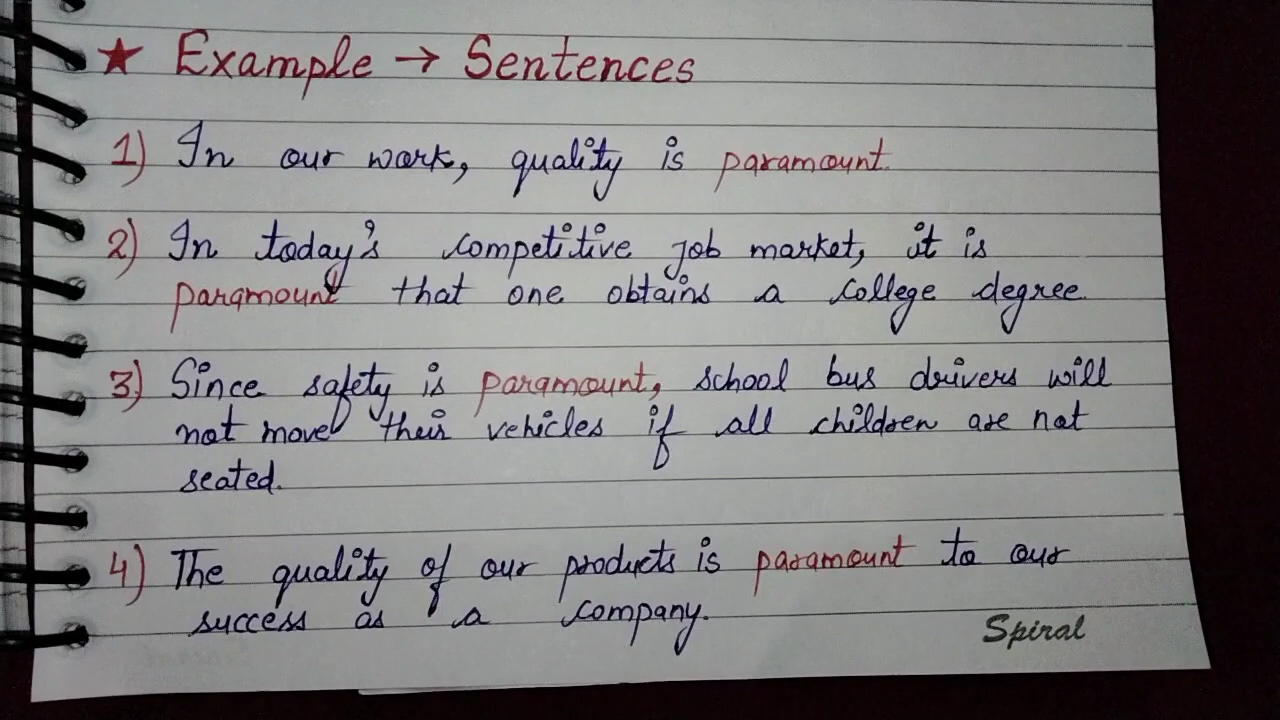 ★ Example → Sentences
1) In our work, quality is paramount.
2) In today's competitive job market, it is
paramount that one obtains a college degree.
3) Since safety is paramount, school bus drivers will
not move their vehicles if all children are not
seated.
4) The quality of our products is paramount to our
success as a company.
Spiral